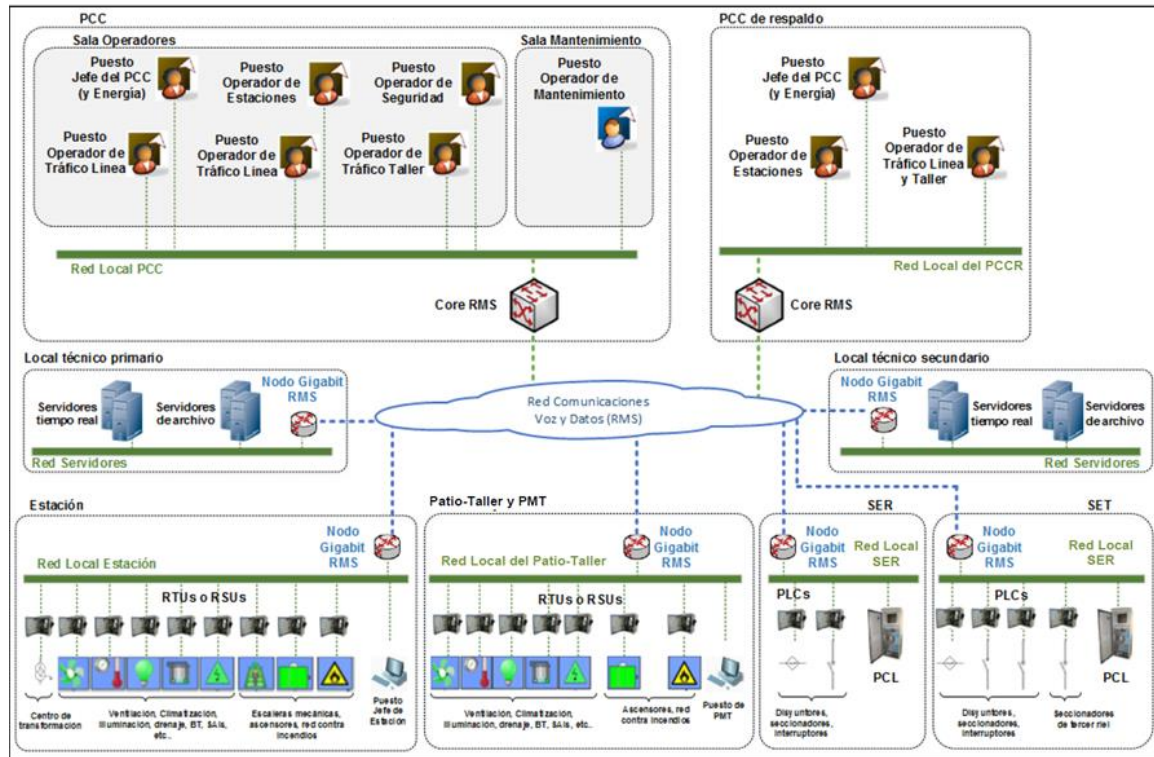 PCC
Sala Operadores
Puesto
Jefe del PCC
(y Energía)
Puesto
Operador de
Estaciones
Puesto
Operador de
Seguridad
Puesto
Operador de
Tráfico Linea
Puesto
Operador de
Tráfico Linea
Puesto
Operador de
Tráfico Taller
Sala Mantenimiento
Puesto
Operador de
Mantenimiento
Red Local PCC
Core RMS
PCC de respaldo
Puesto
Jefe del PCC
(y Energía)
Puesto
Operador de
Estaciones
Puesto
Operador de
Tráfico Linea
y Taller
Red Local del PCCR
Core RMS
Local técnico primario
Servidores
tiempo real
Servidores
de archivo
Nodo Gigabit
RMS
Red Servidores
Red Comunicaciones
Voz y Datos (RMS)
Local técnico secundario
Nodo Gigabit
RMS
Servidores
tiempo real
Servidores
de archivo
Red Servidores
Estación
Nodo
Gigabit
RMS
Red Local Estación
RTUs o RSUs
Centro de
transformación
Ventilación, Climatización,
Iluminación, drenaje, BT, SAIs,
etc..
Escaleras mecánicas,
ascensores, red contra
incendios
Puesto
Jefe de
Estación
Patio-Taller y PMT
Nodo
Gigabit
RMS
Red Local del Patio-Taller
RTUs o RSUs
Ventilación, Climatización,
Iluminación, drenaje, BT, SAIs,
etc..
Ascensores, red
contra incendios
Puesto de
PMT
SER
Nodo
Gigabit
RMS
Red Local
SER
PLCs
PCL
Disyuntores,
seccionadores,
interruptores
SET
Nodo
Gigabit
RMS
Red Local
SER
PLCs
PCL
Disyuntores,
seccionadores,
interruptores
Seccionadores
de tercer riel